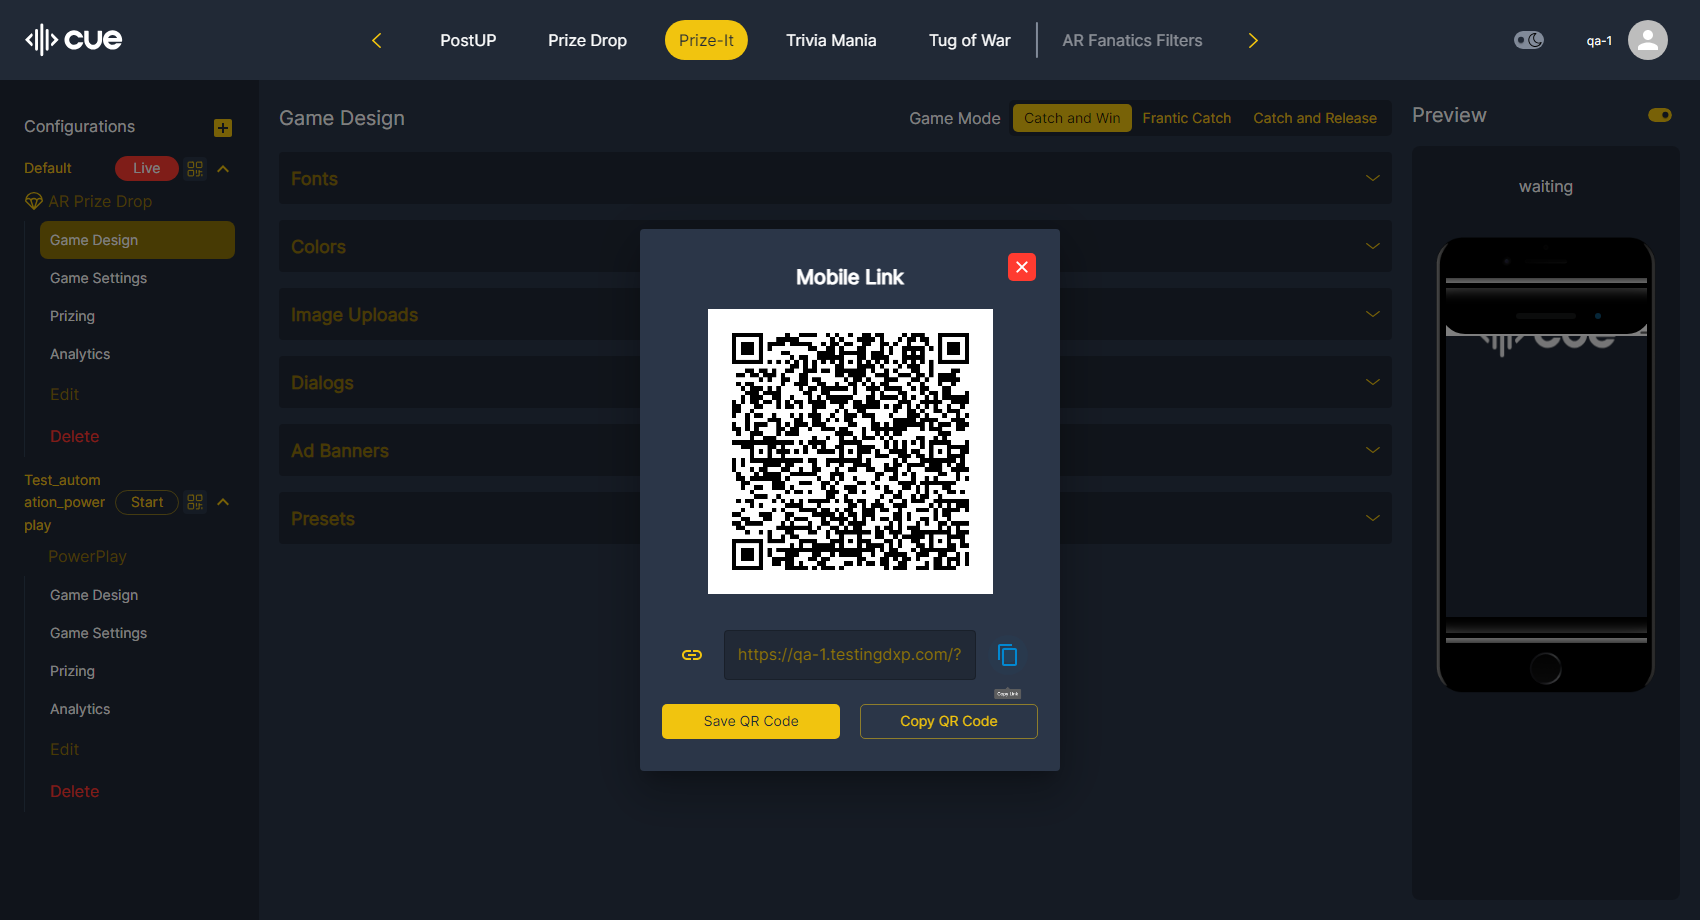 cue
PostUP
Prize Drop
Prize-It
Trivia Mania
Tug of War
AR Fanatics Filters
qa-1
Configurations
Default
Live
AR Prize Drop
Game Design
Game Settings
Prizing
Analytics
Edit
Delete
Test_autom
ation_power
play
Start
PowerPlay
Game Design
Game Settings
Prizing
Analytics
Edit
Delete
Game Design
Game Mode
Catch and Win
Frantic Catch
Catch and Release
Fonts
Colors
Image Uploads
Dialogs
Ad Banners
Presets
Mobile Link
https://qa-1.testingdxp.com/?
Copy Link
Save QR Code
Copy QR Code
Preview
waiting
cue